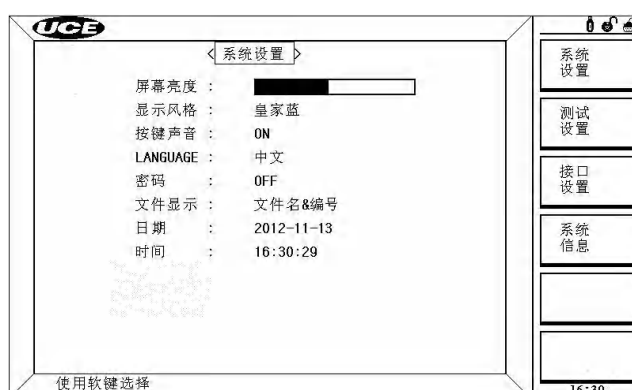 UCE
系统设置
屏幕亮度 :
显示风格 : 皇家蓝
按键声音 : ON
LANGUAGE : 中文
密码 : OFF
文件显示 : 文件名&编号
日期 : 2012-11-13
时间 : 16:30:29
使用软键选择
系统
设置
测试
设置
接口
设置
系统
信息
16:30